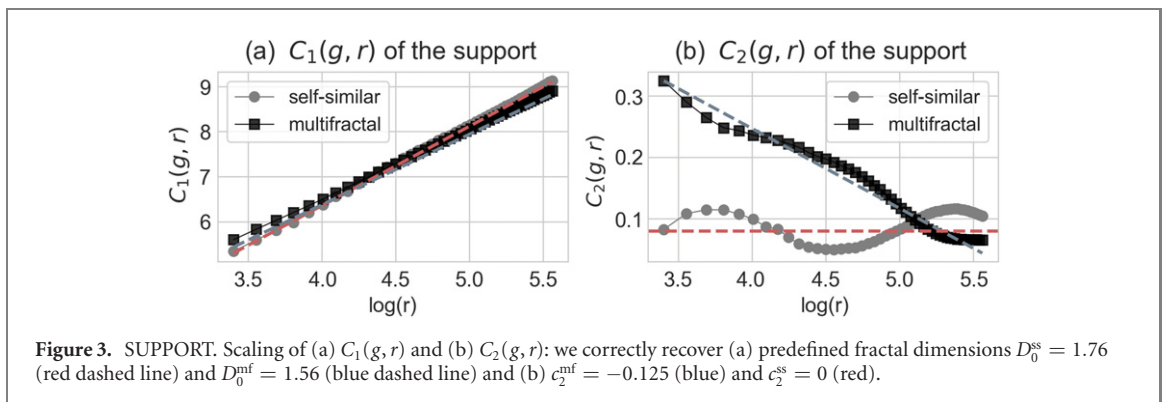 (a) C₁(g, r) of the support
(b) C₂(g, r) of the support
C₁(g, r)
9
8
7
6
self-similar
multifractal
3.5 4.0 4.5 5.0 5.5
log(r)
C₂(g, r)
0.3
0.2
0.1
self-similar
multifractal
3.5 4.0 4.5 5.0 5.5
log(r)
Figure 3. SUPPORT. Scaling of (a) C₁(g, r) and (b) C₂(g, r): we correctly recover (a) predefined fractal dimensions D₀ˢˢ = 1.76
(red dashed line) and D₀ᵐᶠ = 1.56 (blue dashed line) and (b) c₂ᵐᶠ = −0.125 (blue) and c₂ˢˢ = 0 (red).